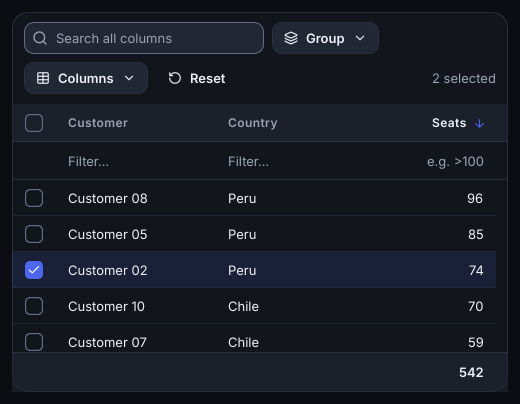 Search all columns
Group
Columns
Reset
2 selected
Customer Country Seats
Filter... Filter... e.g. >100
Customer 08 Peru 96
Customer 05 Peru 85
Customer 02 Peru 74
Customer 10 Chile 70
Customer 07 Chile 59
542